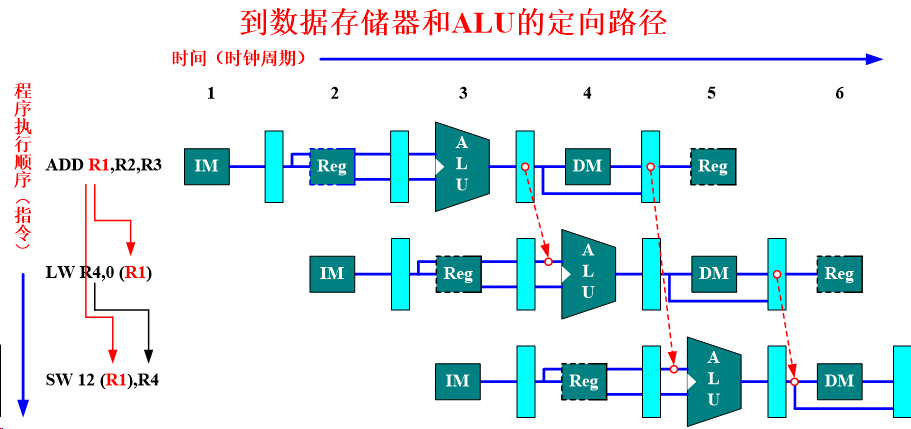 到数据存储器和ALU的定向路径
时间（时钟周期）
1 2 3 4 5 6
程序执行顺序（指令）
ADD R1,R2,R3
IM Reg ALU DM Reg
LW R4,0 (R1)
IM Reg ALU DM Reg
SW 12 (R1),R4
IM Reg ALU DM